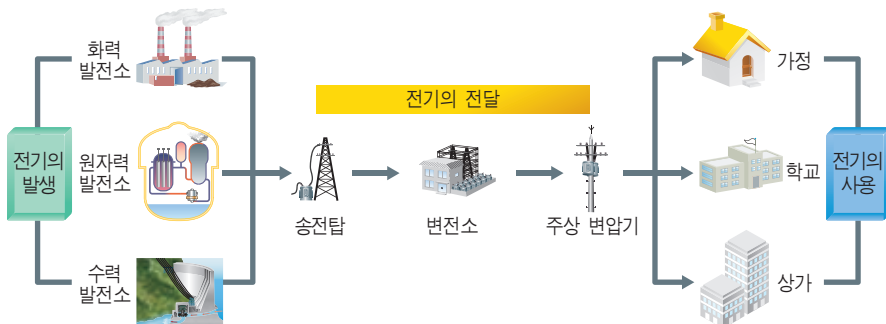 전기의
발생
화력
발전소
원자력
발전소
수력
발전소
전기의 전달
송전탑
변전소
주상 변압기
가정
학교
상가
전기의
사용